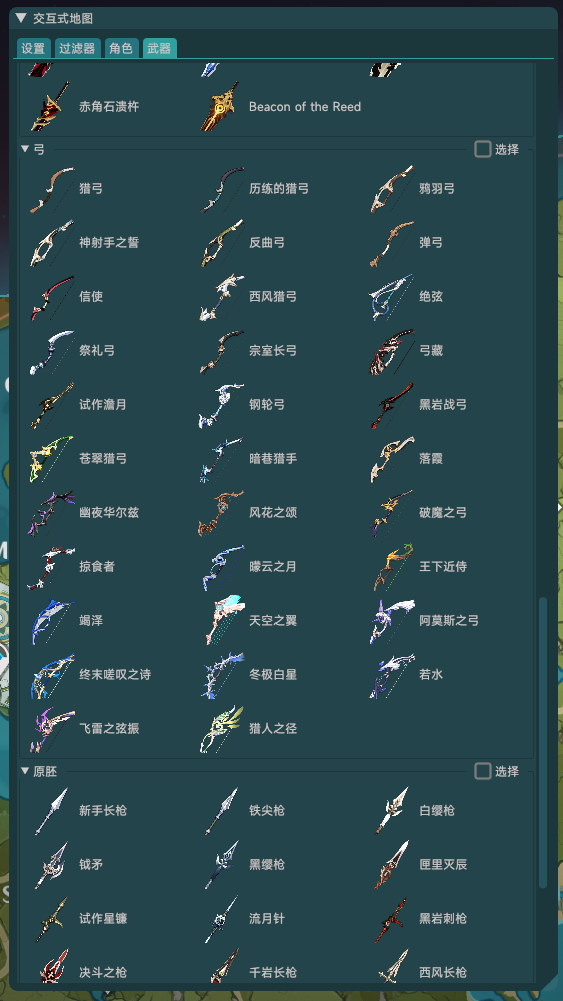 交互式地图
设置 过滤器 角色 武器
赤角石溃杵 Beacon of the Reed
弓 选择
猎弓 历练的猎弓 鸦羽弓
神射手之誓 反曲弓 弹弓
信使 西风猎弓 绝弦
祭礼弓 宗室长弓 弓藏
试作澹月 钢轮弓 黑岩战弓
苍翠猎弓 暗巷猎手 落霞
幽夜华尔兹 风花之颂 破魔之弓
掠食者 曚云之月 王下近侍
竭泽 天空之翼 阿莫斯之弓
终末嗟叹之诗 冬极白星 若水
飞雷之弦振 猎人之径
原胚 选择
新手长枪 铁尖枪 白缨枪
钺矛 黑缨枪 匣里灭辰
试作星镰 流月针 黑岩刺枪
决斗之枪 千岩长枪 西风长枪